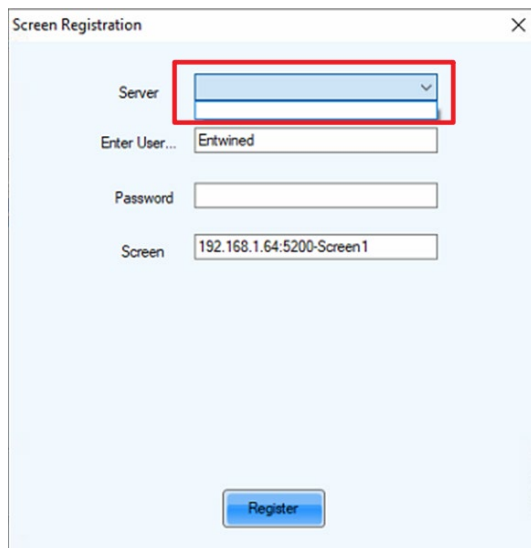 Screen Registration
Server
Enter User... Entwined
Password
Screen 192.168.1.64:5200-Screen1
Register